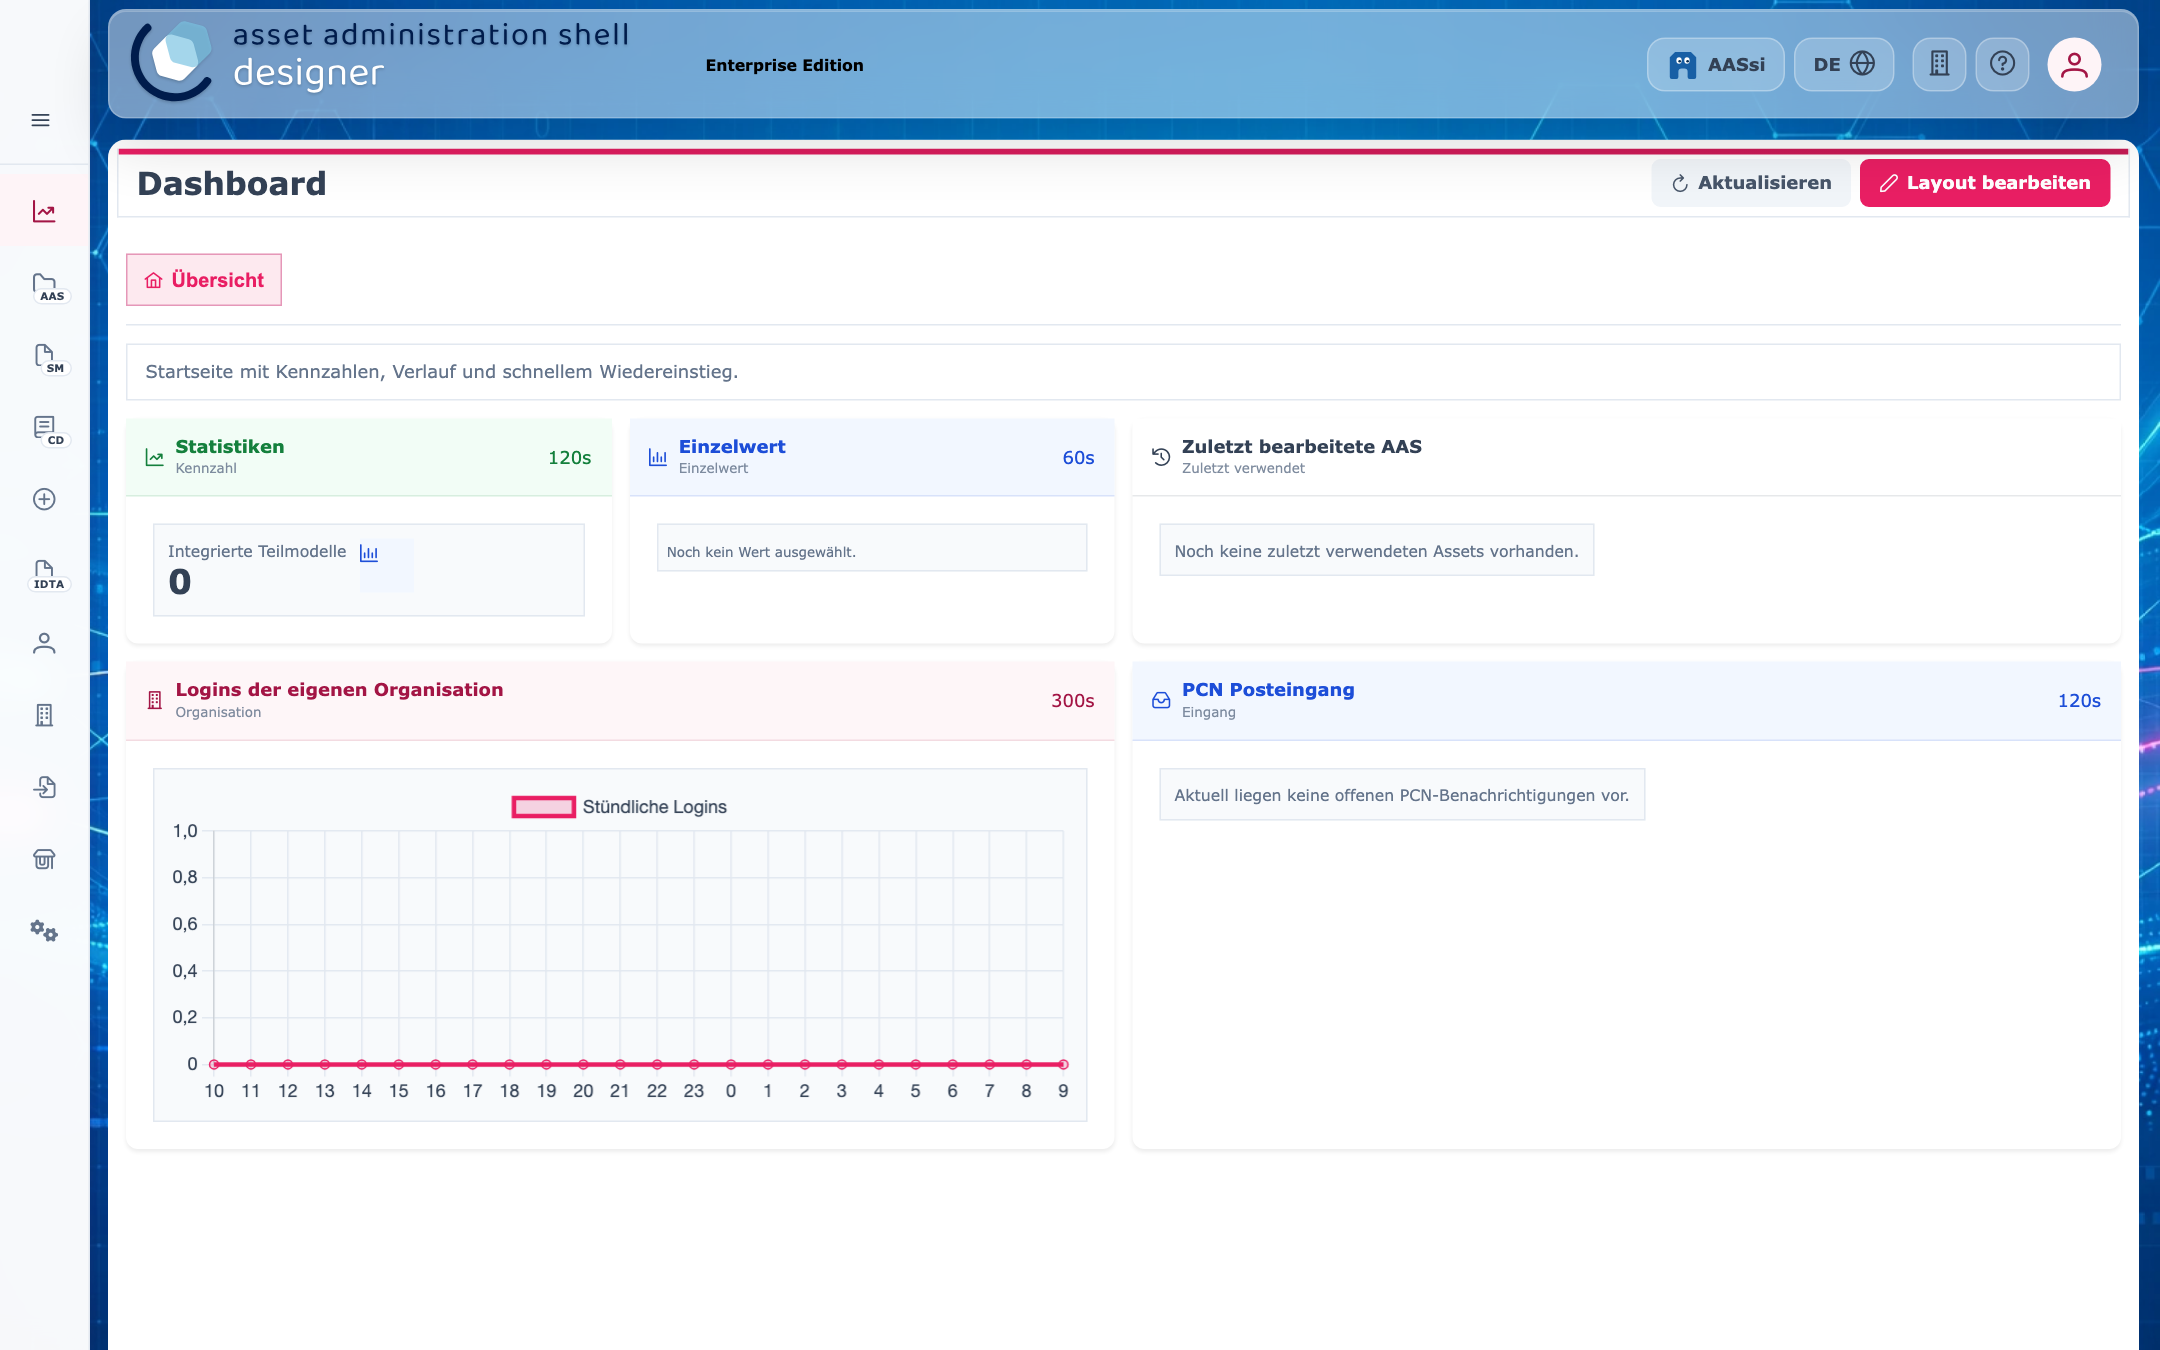 asset administration shell
designer
Enterprise Edition
AASsi
DE
Dashboard
Aktualisieren
Layout bearbeiten
AAS
SM
CD
IDTA
Übersicht
Startseite mit Kennzahlen, Verlauf und schnellem Wiedereinstieg.
Statistiken
Kennzahl
120s
Integrierte Teilmodelle
0
Einzelwert
Einzelwert
60s
Noch kein Wert ausgewählt.
Zuletzt bearbeitete AAS
Zuletzt verwendet
Noch keine zuletzt verwendeten Assets vorhanden.
Logins der eigenen Organisation
Organisation
300s
Stündliche Logins
1,0
0,8
0,6
0,4
0,2
0
10 11 12 13 14 15 16 17 18 19 20 21 22 23 0 1 2 3 4 5 6 7 8 9
PCN Posteingang
Eingang
120s
Aktuell liegen keine offenen PCN-Benachrichtigungen vor.